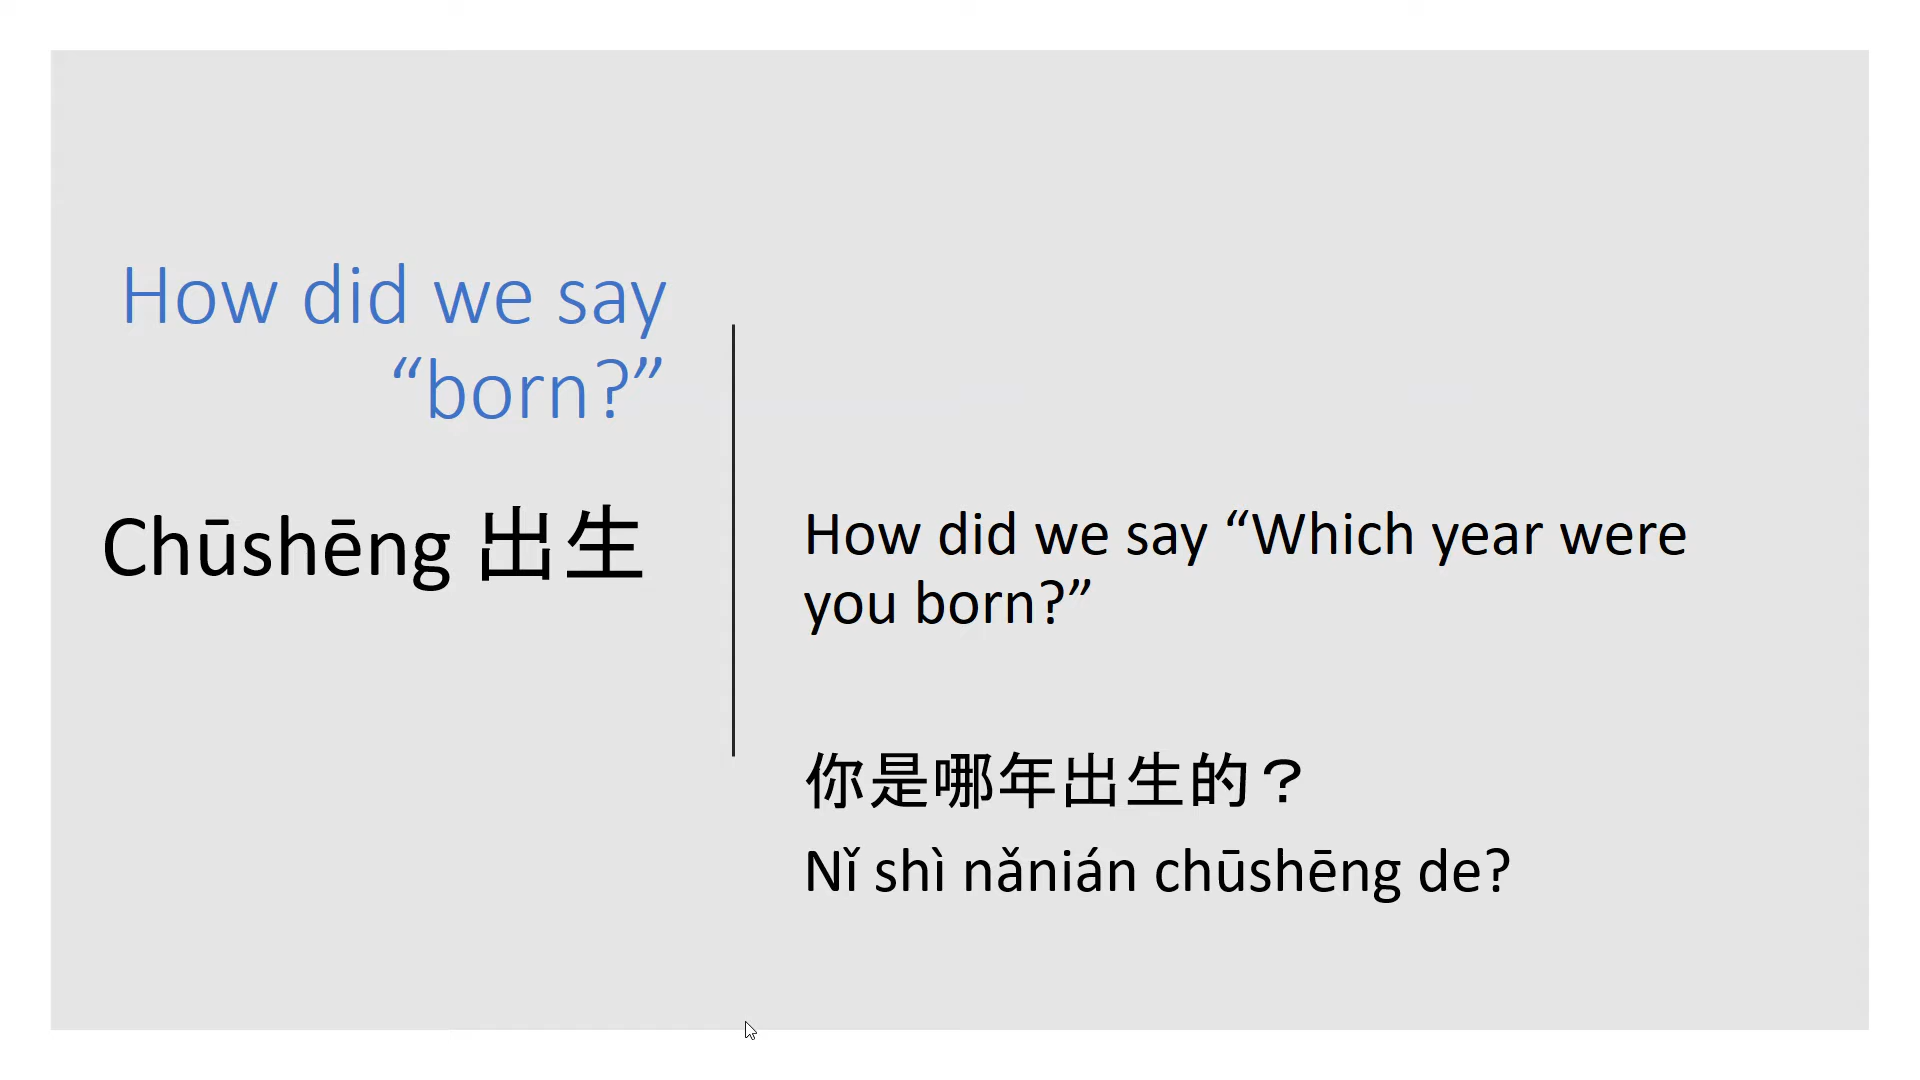 How did we say
“born?”
Chūshēng 出生
How did we say “Which year were
you born?”
你是哪年出生的？
Nǐ shì nǎnián chūshēng de?